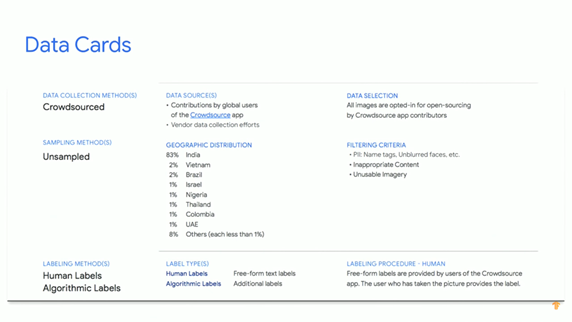 Data Cards
DATA COLLECTION METHOD(S)
Crowdsourced
DATA SOURCE(S)
• Contributions by global users
of the Crowdsource app
• Vendor data collection efforts
DATA SELECTION
All images are opted-in for open-sourcing
by Crowdsource app contributors
SAMPLING METHOD(S)
Unsampled
GEOGRAPHIC DISTRIBUTION
83% India
2% Vietnam
2% Brazil
1% Israel
1% Nigeria
1% Thailand
1% Colombia
1% UAE
8% Others (each less than 1%)
FILTERING CRITERIA
• PII: Name tags, Unblurred faces, etc.
• Inappropriate Content
• Unusable Imagery
LABELING METHOD(S)
Human Labels
Algorithmic Labels
LABEL TYPE(S)
Human Labels Free-form text labels
Algorithmic Labels Additional labels
LABELING PROCEDURE - HUMAN
Free-form labels are provided by users of the Crowdsource
app. The user who has taken the picture provides the label.